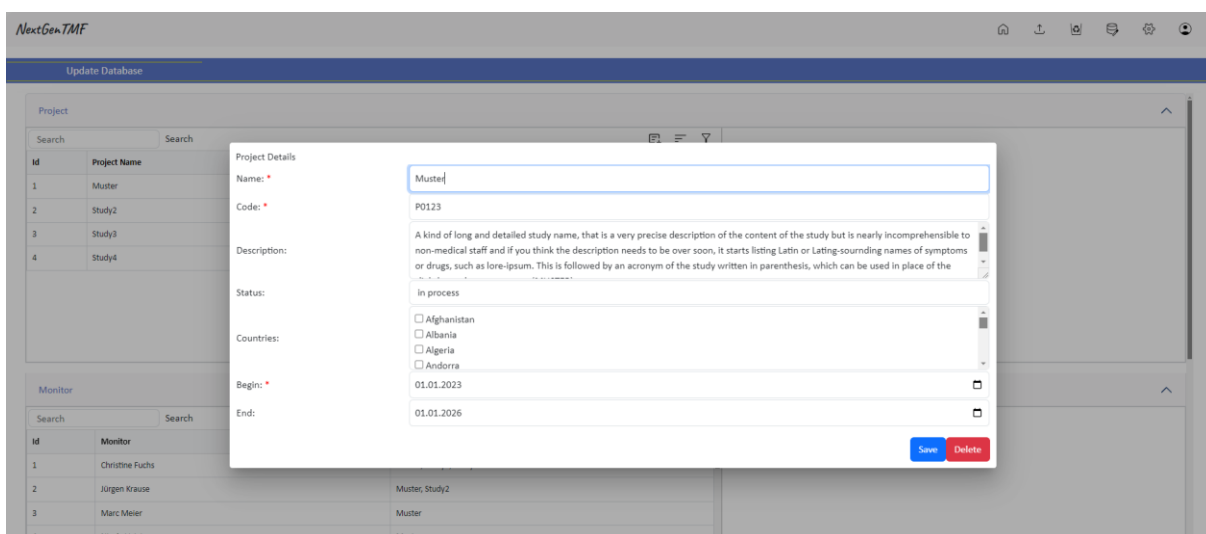 NextGenTMF
Update Database
Project
Search Search
Id Project Name
1 Muster
2 Study2
3 Study3
4 Study4
Project Details
Name: * Muster
Code: * P0123
Description:
A kind of long and detailed study name, that is a very precise description of the content of the study but is nearly incomprehensible to
non-medical staff and if you think the description needs to be over soon, it starts listing Latin or Lating-sournding names of symptoms
or drugs, such as lore-ipsum. This is followed by an acronym of the study written in parenthesis, which can be used in place of the
Status: in process
Countries:
Afghanistan
Albania
Algeria
Andorra
Begin: * 01.01.2023
End: 01.01.2026
Save Delete
Monitor
Search Search
Id Monitor
1 Christine Fuchs
2 Jürgen Krause Muster, Study2
3 Marc Meier Muster